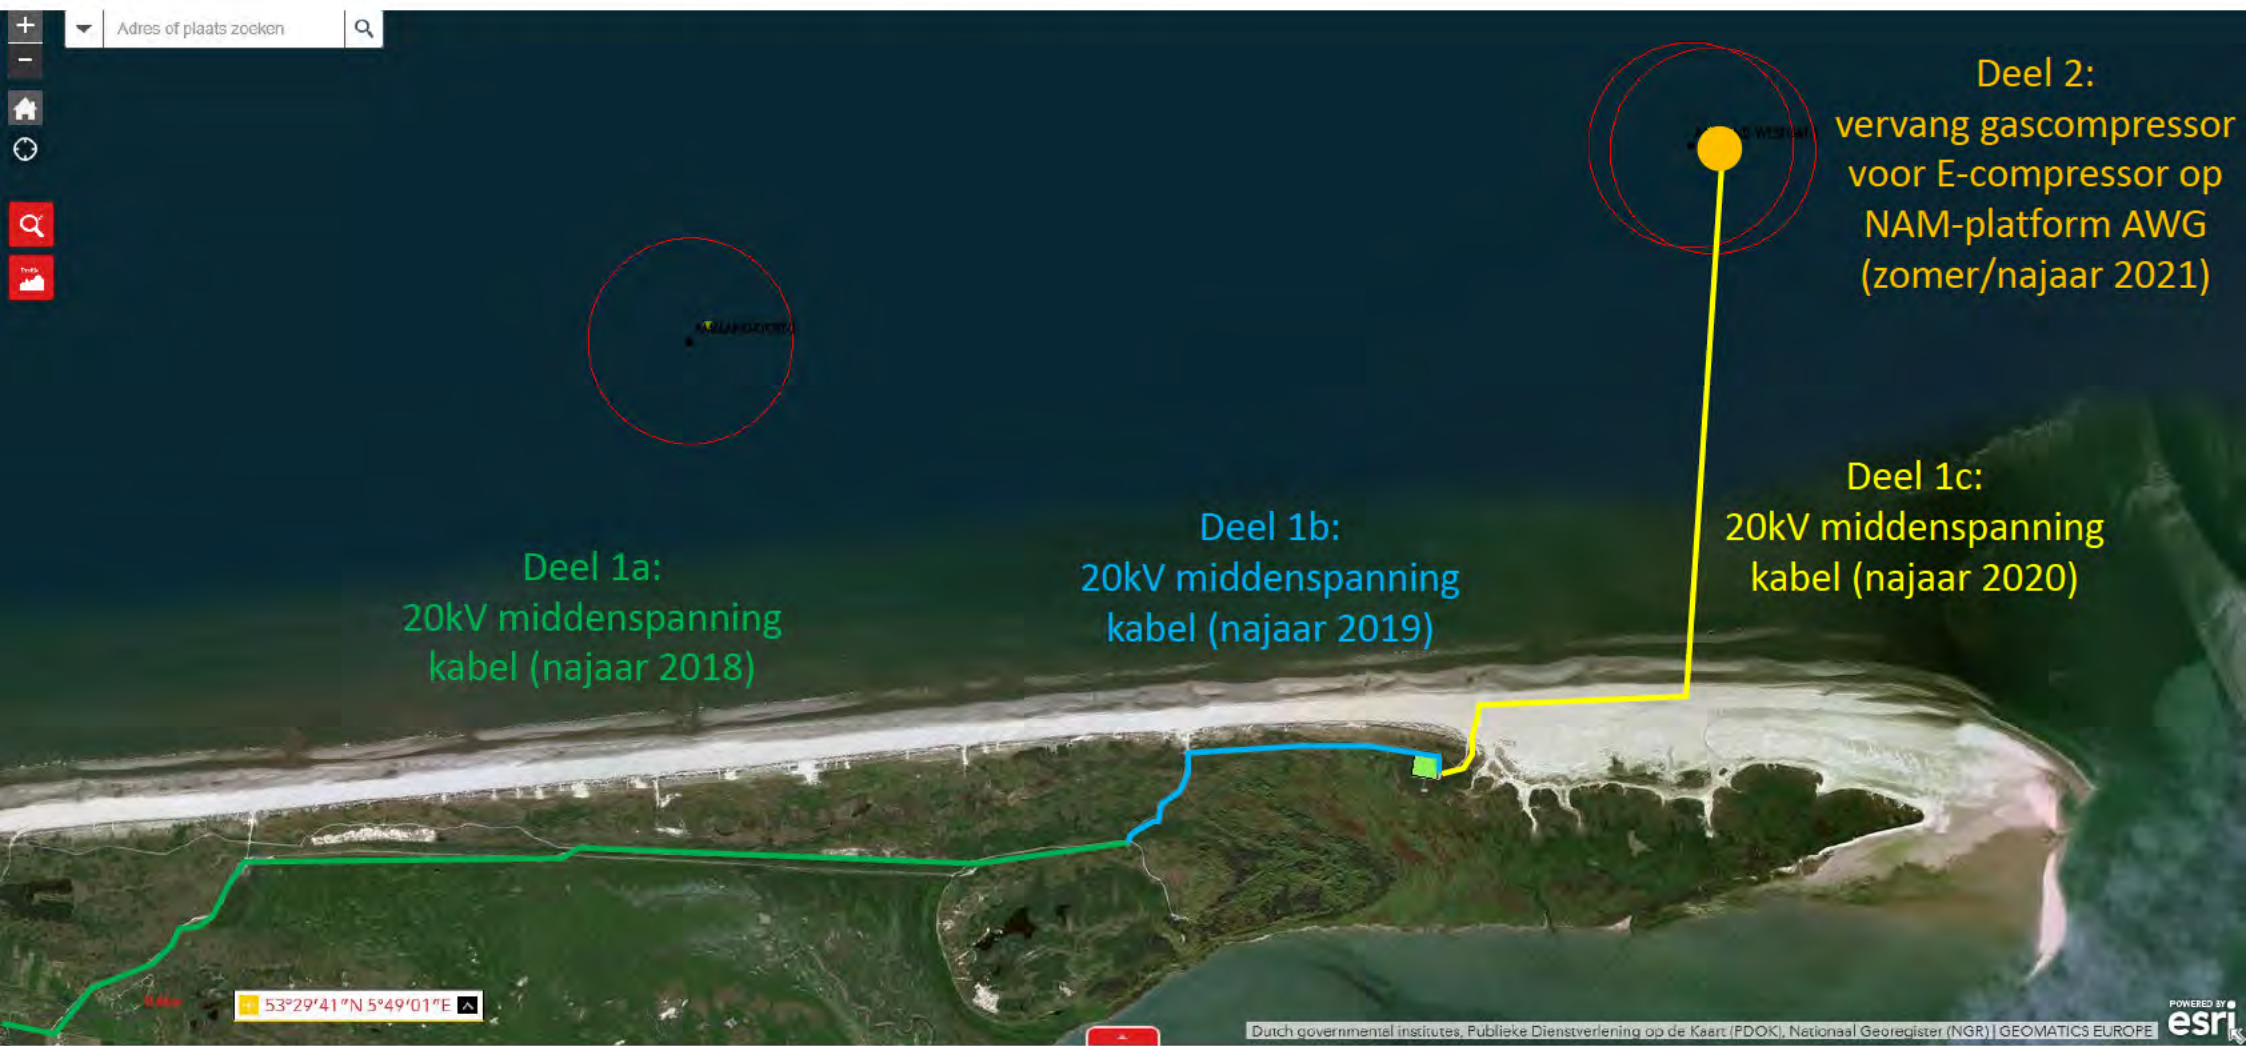 Adres of plaats zoeken
Deel 2:
vervang gascompressor
voor E-compressor op
NAM-platform AWG
(zomer/najaar 2021)
Deel 1c:
20kV middenspanning
kabel (najaar 2020)
Deel 1b:
20kV middenspanning
kabel (najaar 2019)
Deel 1a:
20kV middenspanning
kabel (najaar 2018)
53°29'41"N 5°49'01"E
Dutch governmental institutes, Publieke Dienstverlening op de Kaart (PDOK), Nationaal Georegister (NGR) | GEOMATICS EUROPE
POWERED BY
esri